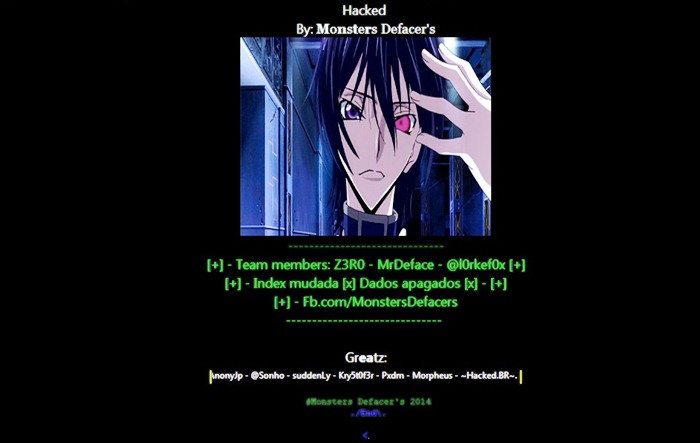 Hacked
By: Monsters Defacer's
------------------------------
[+] - Team members: Z3R0 - MrDeface - @l0rkef0x [+]
[+] - Index mudada [x] Dados apagados [x] - [+]
[+] - Fb.com/MonstersDefacers
------------------------------
Greatz:
AnonyJp - @Sonho - suddenLy - Kry5t0f3r - Pxdm - Morpheus - ~Hacked.BR~.
#Monsters Defacer's 2014
./End\.
<.